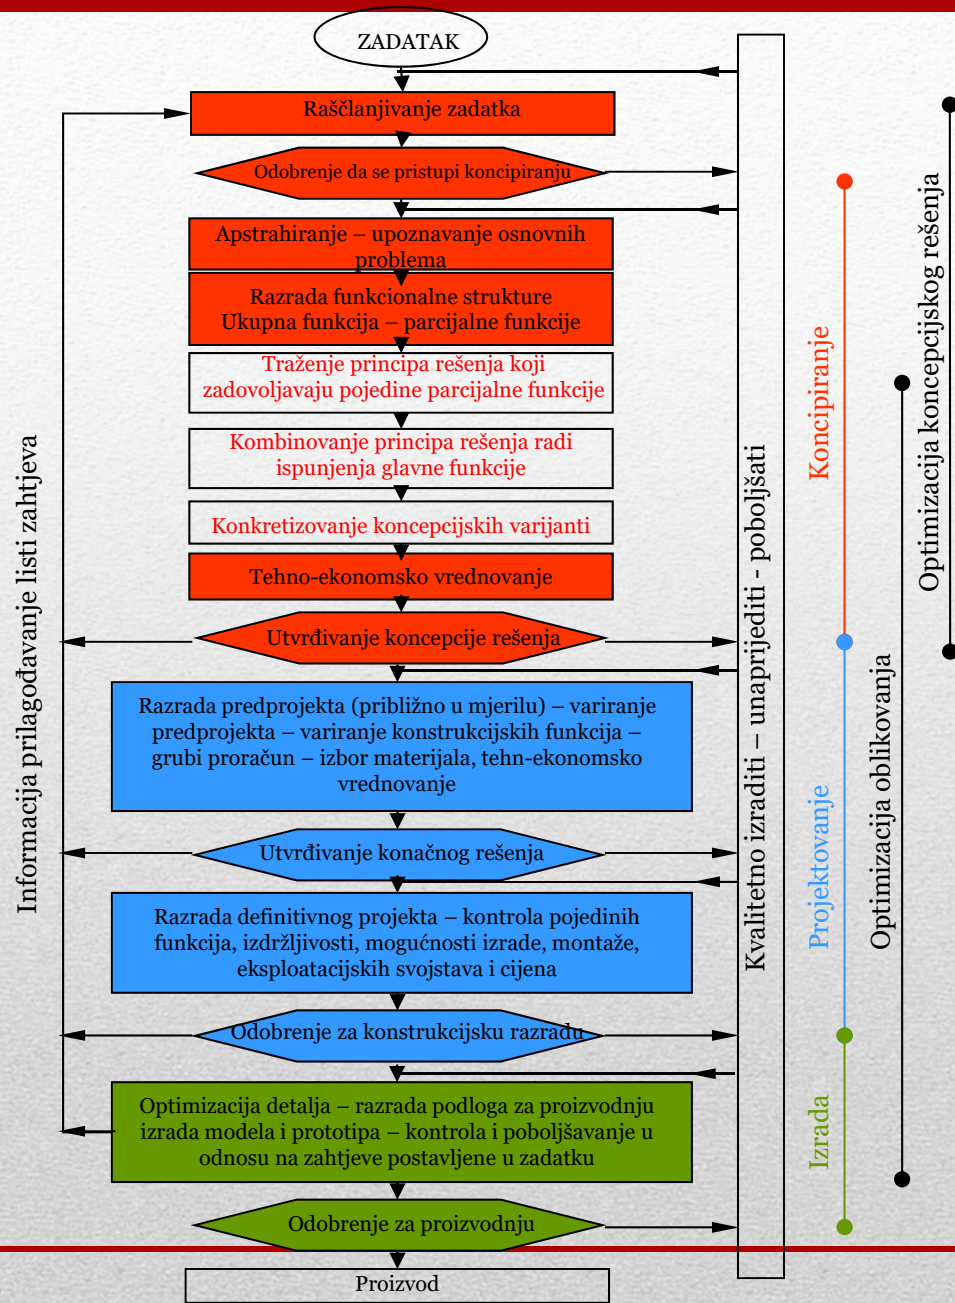 ZADATAK
Raščlanjivanje zadatka
Odobrenje da se pristupi koncipiranju
Apstrahiranje – upoznavanje osnovnih
problema
Razrada funkcionalne strukture
Ukupna funkcija – parcijalne funkcije
Traženje principa rešenja koji
zadovoljavaju pojedine parcijalne funkcije
Kombinovanje principa rešenja radi
ispunjenja glavne funkcije
Konkretizovanje koncepcijskih varijanti
Tehno-ekonomsko vrednovanje
Utvrđivanje koncepcije rešenja
Razrada predprojekta (približno u mjerilu) – variranje
predprojekta – variranje konstrukcijskih funkcija –
grubi proračun – izbor materijala, tehn-ekonomsko
vrednovanje
Utvrđivanje konačnog rešenja
Razrada definitivnog projekta – kontrola pojedinih
funkcija, izdržljivosti, mogućnosti izrade, montaže,
eksploatacijskih svojstava i cijena
Odobrenje za konstrukcijsku razradu
Optimizacija detalja – razrada podloga za proizvodnju
izrada modela i prototipa – kontrola i poboljšavanje u
odnosu na zahtjeve postavljene u zadatku
Odobrenje za proizvodnju
Proizvod
Informacija prilagođavanje listi zahtjeva
Kvalitetno izraditi – unaprijediti - poboljšati
Koncipiranje
Projektovanje
Izrada
Optimizacija oblikovanja
Optimizacija koncepcijskog rešenja